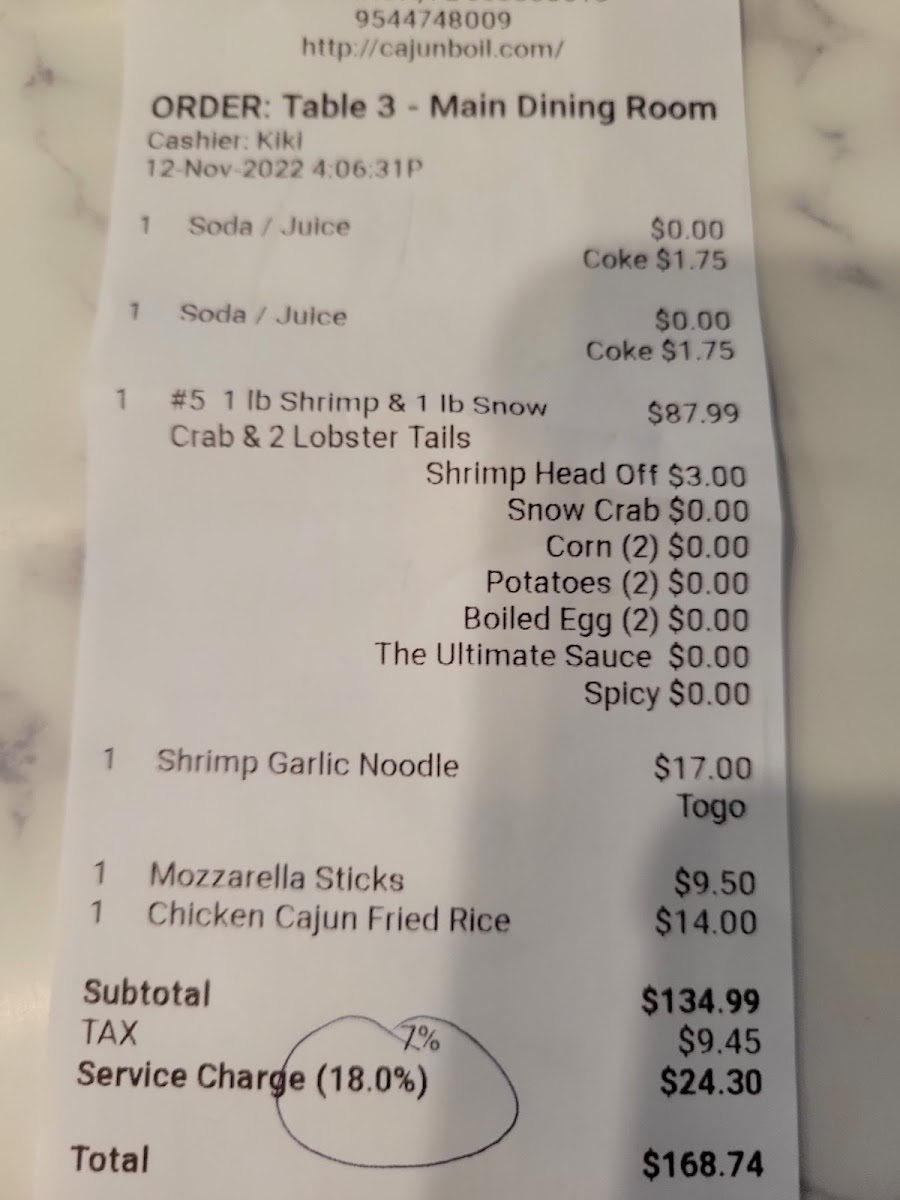 9544748009
http://cajunboil.com/
ORDER: Table 3 - Main Dining Room
Cashier: Kiki
12-Nov-2022 4:06:31P
1 Soda / Juice $0.00
Coke $1.75
1 Soda / Juice $0.00
Coke $1.75
1 #5 1 lb Shrimp & 1 lb Snow $87.99
Crab & 2 Lobster Tails
Shrimp Head Off $3.00
Snow Crab $0.00
Corn (2) $0.00
Potatoes (2) $0.00
Boiled Egg (2) $0.00
The Ultimate Sauce $0.00
Spicy $0.00
1 Shrimp Garlic Noodle $17.00
Togo
1 Mozzarella Sticks $9.50
1 Chicken Cajun Fried Rice $14.00
Subtotal $134.99
TAX 7% $9.45
Service Charge (18.0%) $24.30
Total $168.74